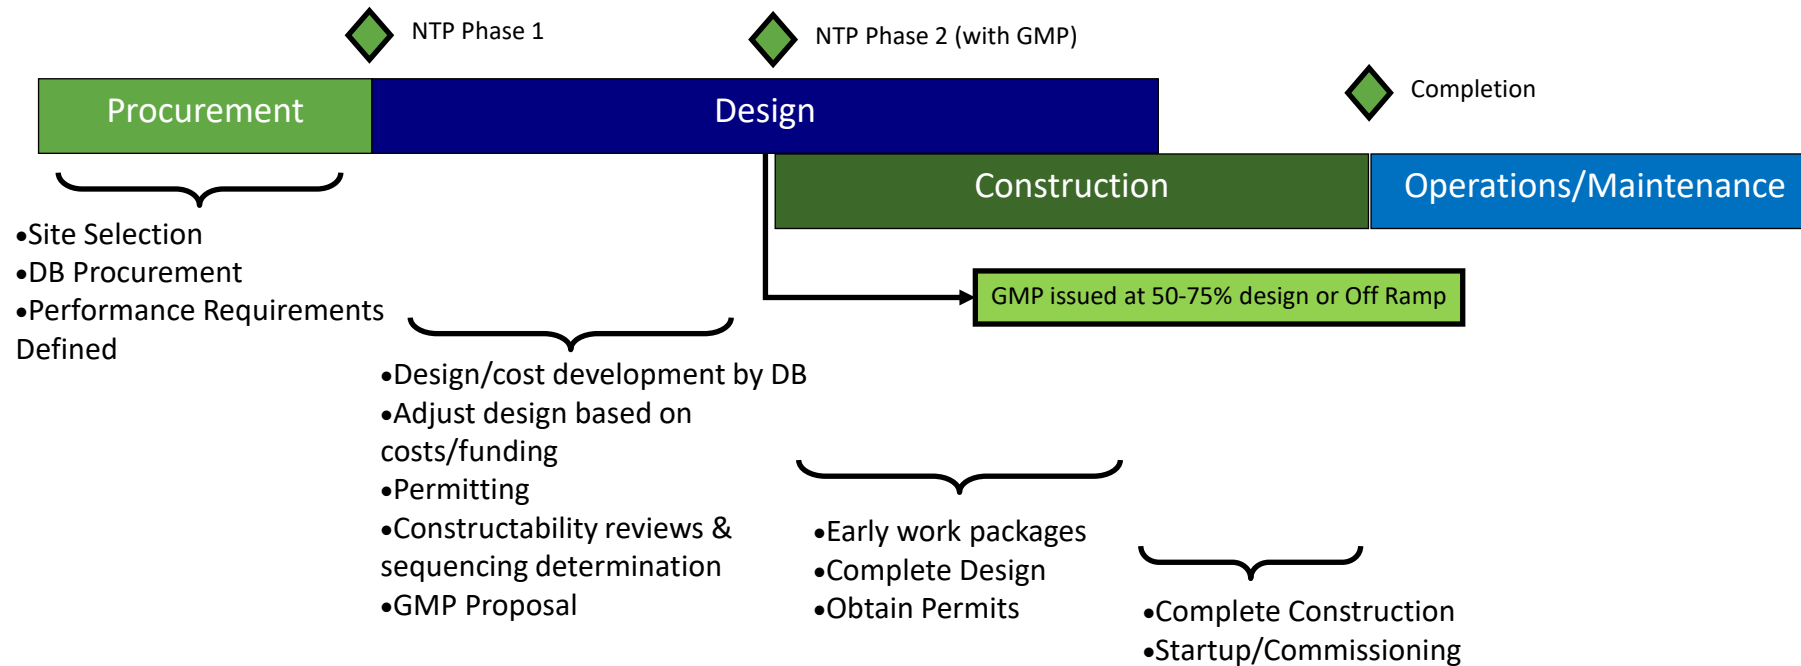 NTP Phase 1
NTP Phase 2 (with GMP)
Completion
Procurement
Design
Construction
Operations/Maintenance
•Site Selection
•DB Procurement
•Performance Requirements
Defined
GMP issued at 50-75% design or Off Ramp
•Design/cost development by DB
•Adjust design based on
costs/funding
•Permitting
•Constructability reviews &
sequencing determination
•GMP Proposal
•Early work packages
•Complete Design
•Obtain Permits
•Complete Construction
•Startup/Commissioning